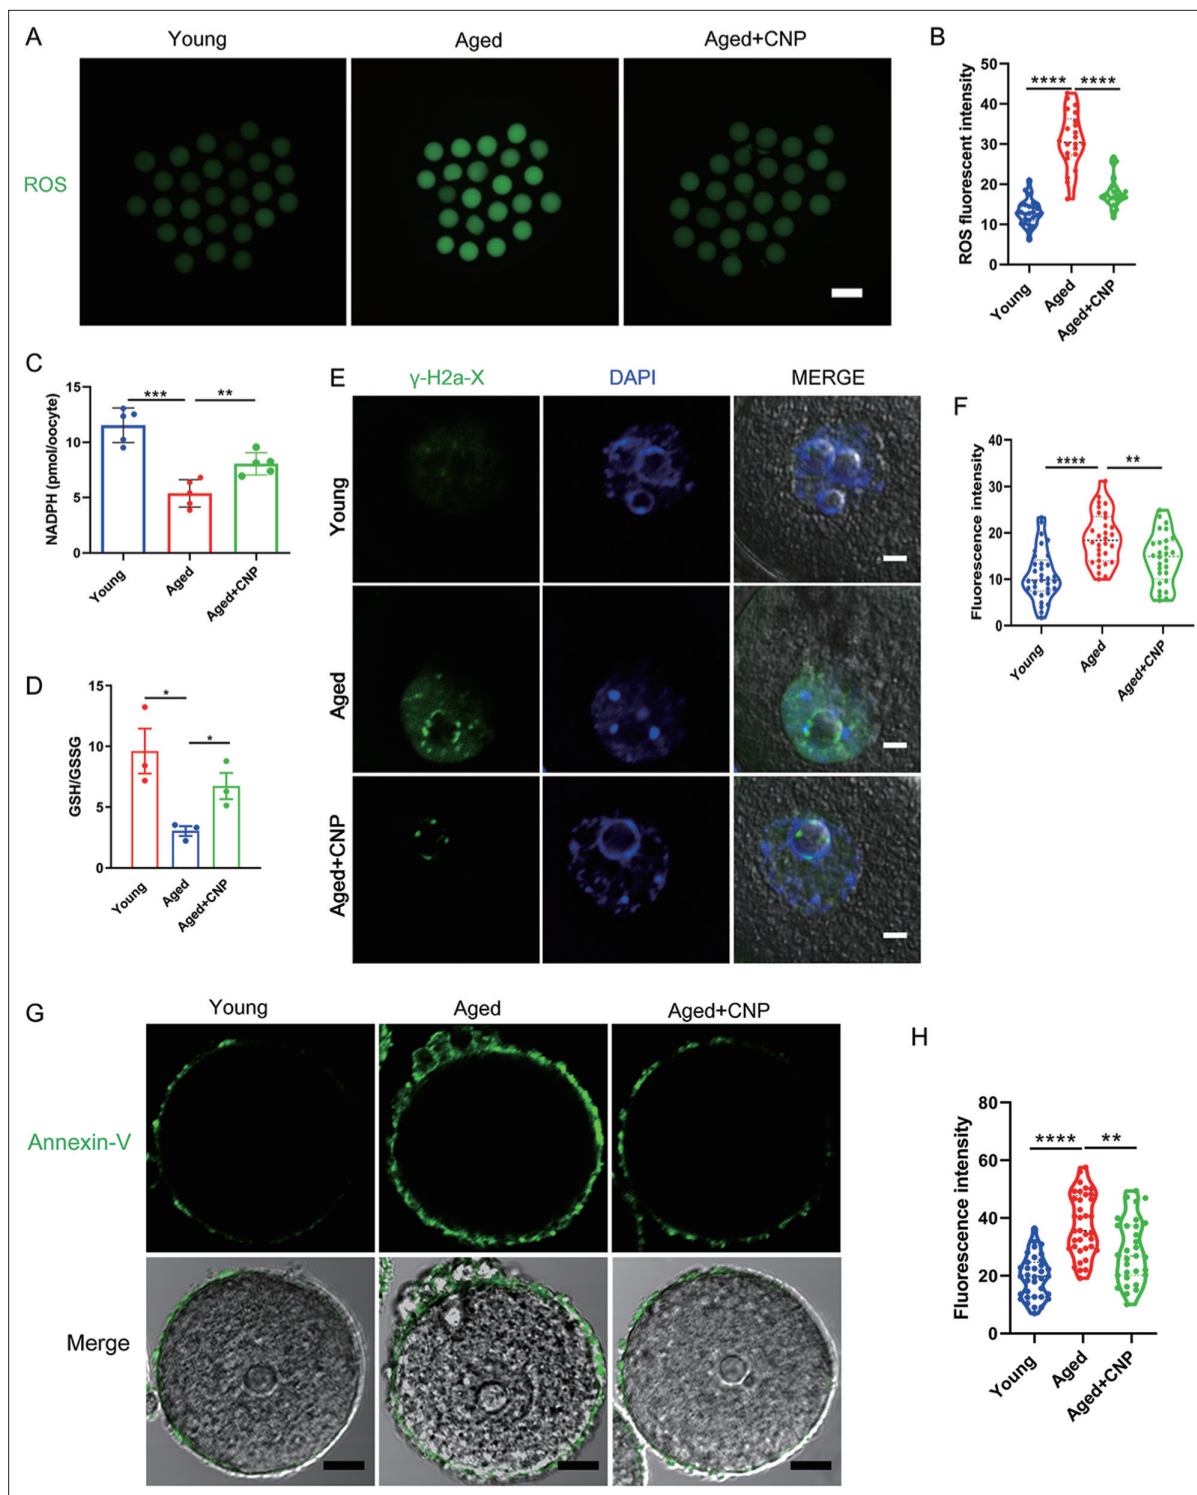 A
Young
Aged
Aged+CNP
ROS
B
ROS fluorescent intensity
50
40
30
20
10
0
**** ****
Young
Aged
Aged+CNP
C
NADPH (pmol/oocyte)
15
10
5
0
*** **
Young
Aged
Aged+CNP
D
GSH/GSSG
15
10
5
0
*
*
Young
Aged
Aged+CNP
E
γ-H2a-X
DAPI
MERGE
Young
Aged
Aged+CNP
F
Fluorescence intensity
40
30
20
10
0
**** **
Young
Aged
Aged+CNP
G
Young
Aged
Aged+CNP
Annexin-V
Merge
H
Fluorescence intensity
80
60
40
20
0
**** **
Young
Aged
Aged+CNP